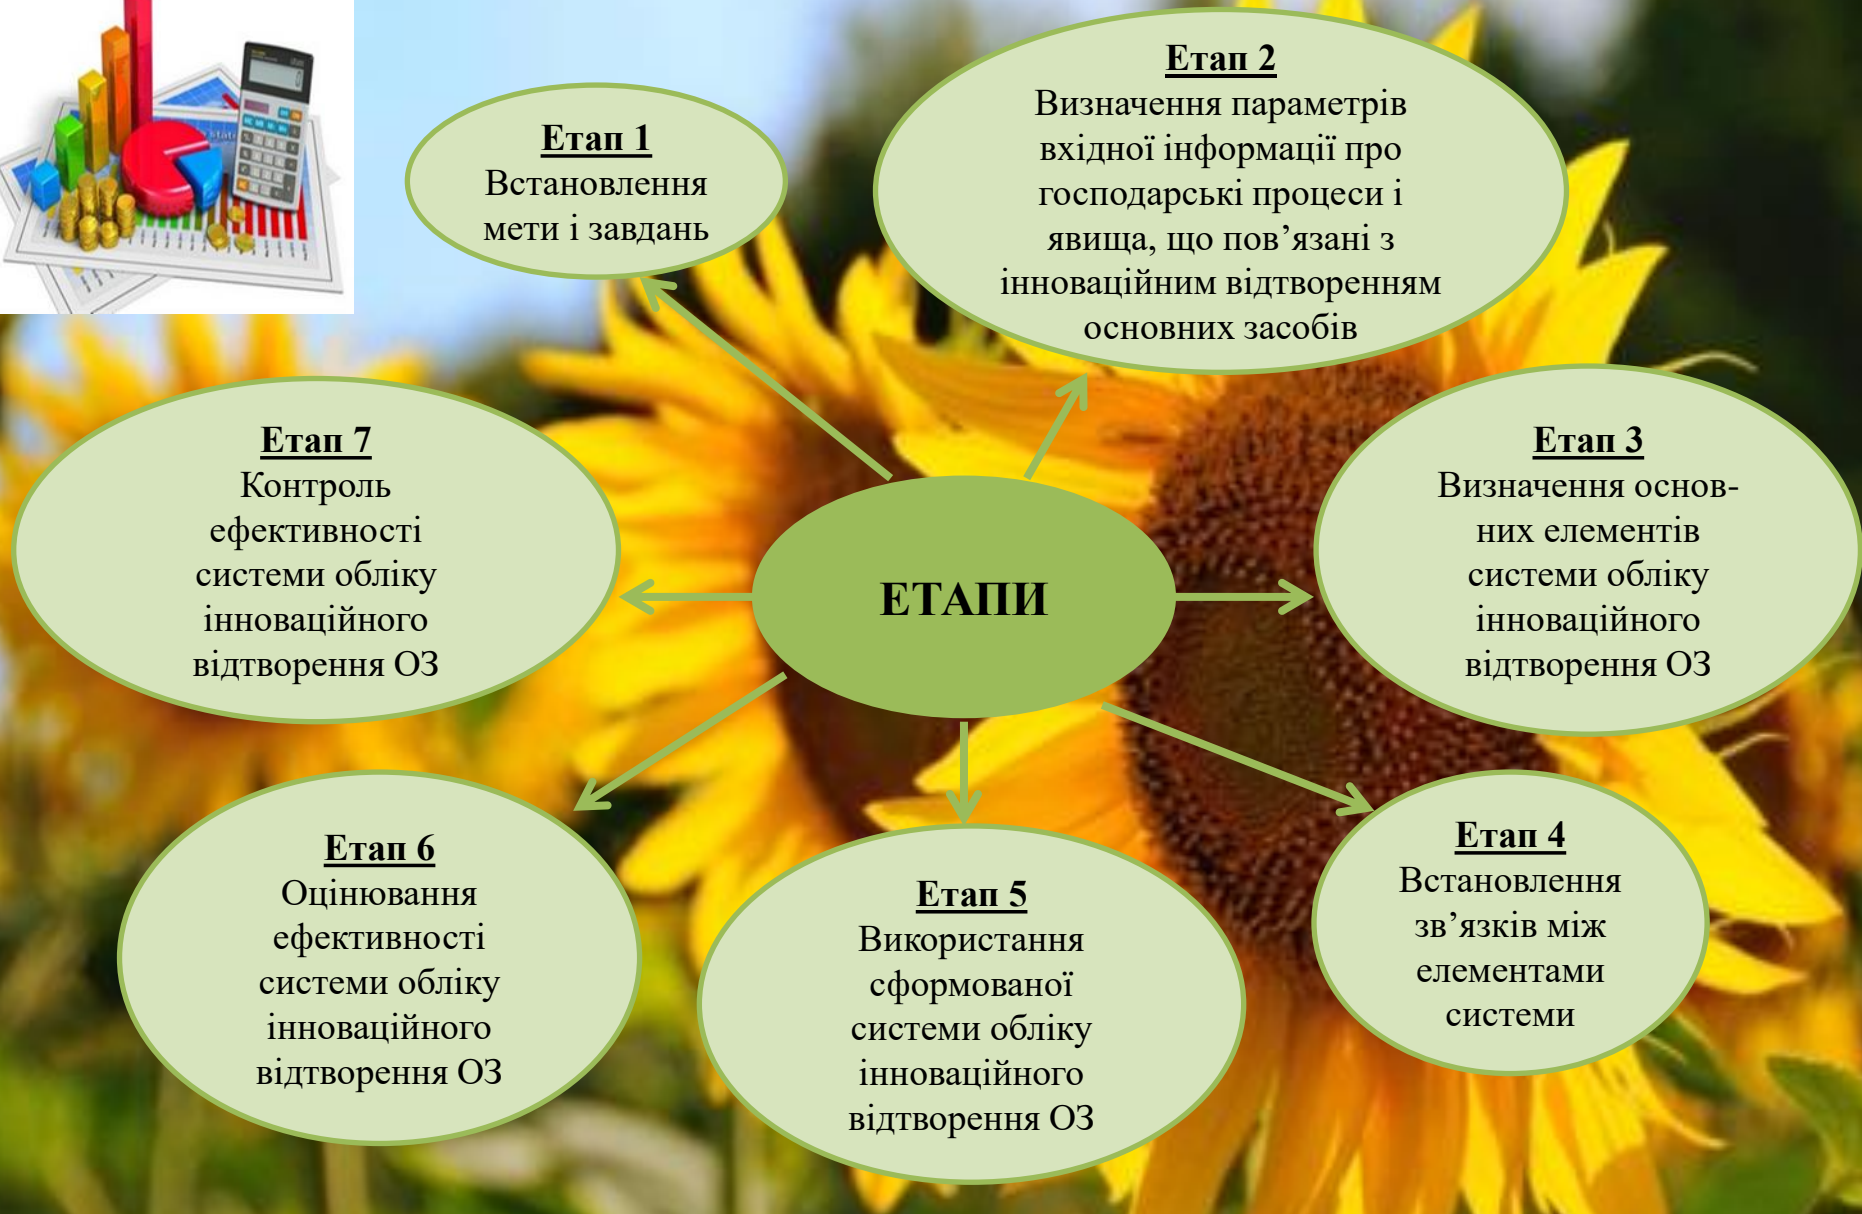 Етап 1
Встановлення
мети і завдань
Етап 2
Визначення параметрів
вхідної інформації про
господарські процеси і
явища, що пов’язані з
інноваційним відтворенням
основних засобів
Етап 3
Визначення основ-
них елементів
системи обліку
інноваційного
відтворення ОЗ
Етап 4
Встановлення
зв’язків між
елементами
системи
Етап 5
Використання
сформованої
системи обліку
інноваційного
відтворення ОЗ
Етап 6
Оцінювання
ефективності
системи обліку
інноваційного
відтворення ОЗ
Етап 7
Контроль
ефективності
системи обліку
інноваційного
відтворення ОЗ
ЕТАПИ